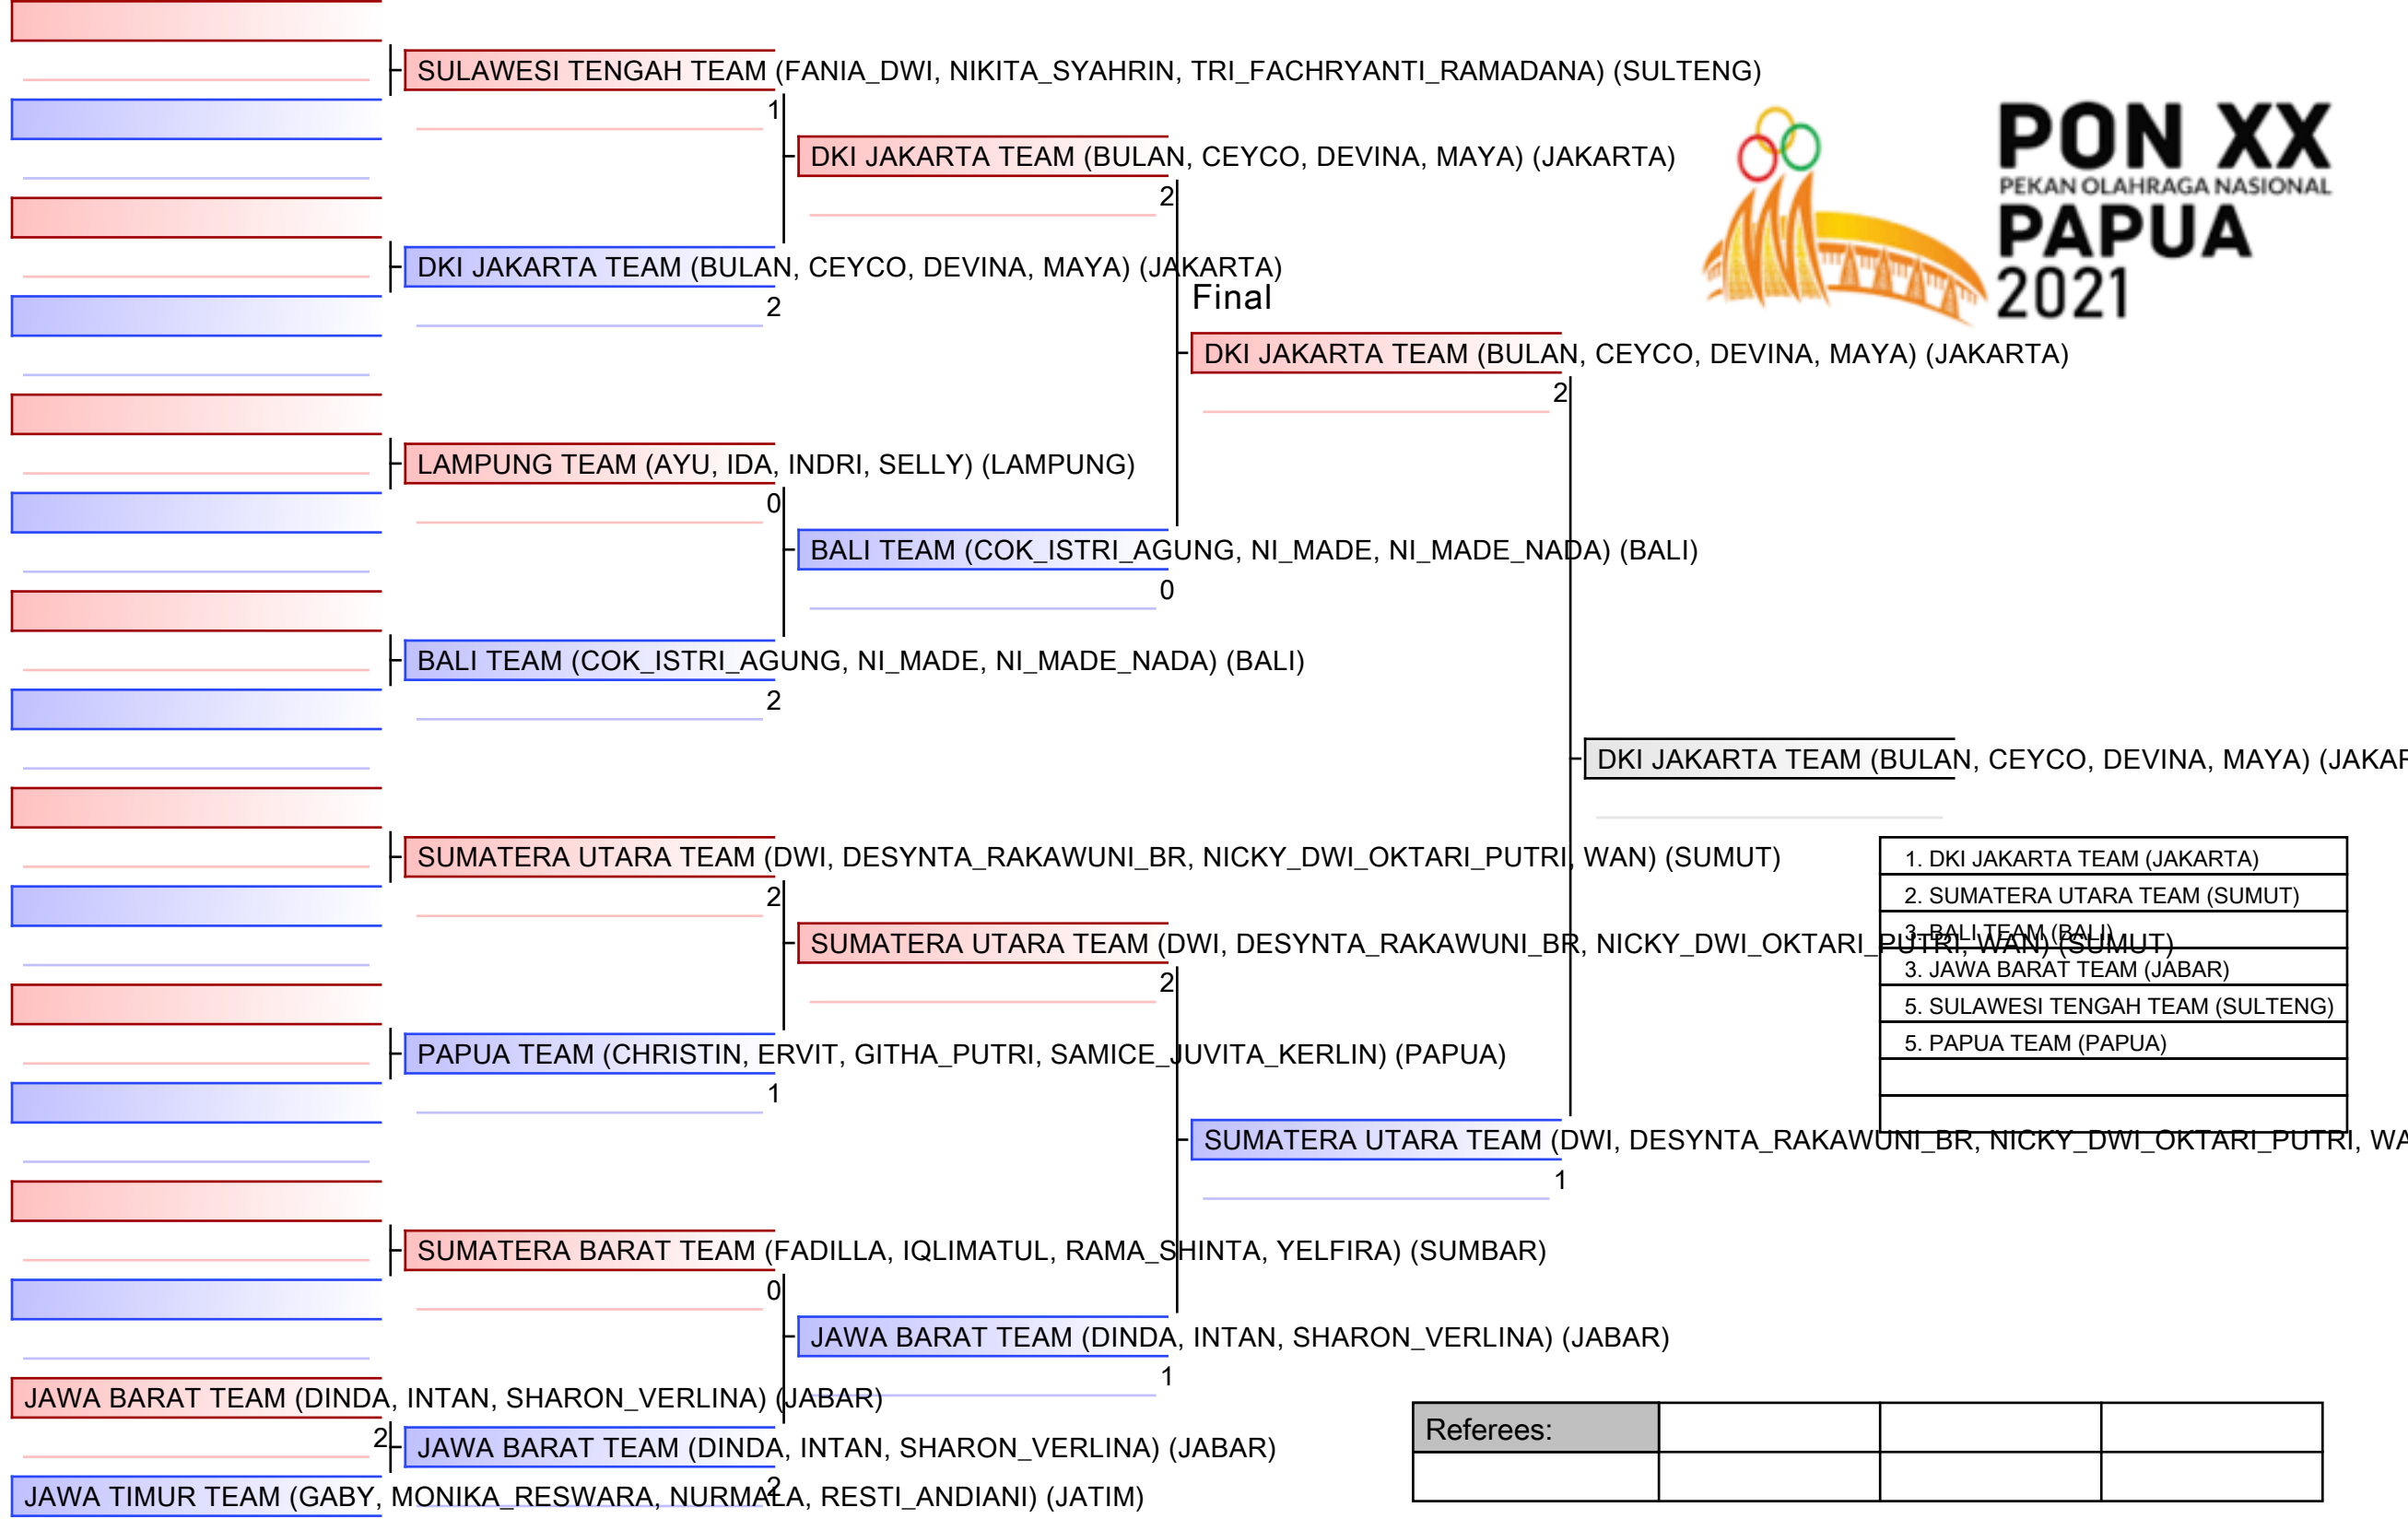 SULAWESI TENGAH TEAM (FANIA_DWI, NIKITA_SYAHRIN, TRI_FACHRYANTI_RAMADANA) (SULTENG)
1
DKI JAKARTA TEAM (BULAN, CEYCO, DEVINA, MAYA) (JAKARTA)
2
PON XX
PEKAN OLAHRAGA NASIONAL
PAPUA
2021
DKI JAKARTA TEAM (BULAN, CEYCO, DEVINA, MAYA) (JAKARTA)
2
Final
DKI JAKARTA TEAM (BULAN, CEYCO, DEVINA, MAYA) (JAKARTA)
2
LAMPUNG TEAM (AYU, IDA, INDRI, SELLY) (LAMPUNG)
0
BALI TEAM (COK_ISTRI_AGUNG, NI_MADE, NI_MADE_NADA) (BALI)
0
BALI TEAM (COK_ISTRI_AGUNG, NI_MADE, NI_MADE_NADA) (BALI)
2
DKI JAKARTA TEAM (BULAN, CEYCO, DEVINA, MAYA) (JAKAR
SUMATERA UTARA TEAM (DWI, DESYNTA_RAKAWUNI_BR, NICKY_DWI_OKTARI_PUTRI, WAN) (SUMUT)
2
1. DKI JAKARTA TEAM (JAKARTA)
2. SUMATERA UTARA TEAM (SUMUT)
3. BALI TEAM (BALI)
3. JAWA BARAT TEAM (JABAR)
5. SULAWESI TENGAH TEAM (SULTENG)
5. PAPUA TEAM (PAPUA)
SUMATERA UTARA TEAM (DWI, DESYNTA_RAKAWUNI_BR, NICKY_DWI_OKTARI_PUTRI, WAN) (SUMUT)
2
PAPUA TEAM (CHRISTIN, ERVIT, GITHA_PUTRI, SAMICE_JUVITA_KERLIN) (PAPUA)
1
SUMATERA UTARA TEAM (DWI, DESYNTA_RAKAWUNI_BR, NICKY_DWI_OKTARI_PUTRI, WA
1
SUMATERA BARAT TEAM (FADILLA, IQLIMATUL, RAMA_SHINTA, YELFIRA) (SUMBAR)
0
JAWA BARAT TEAM (DINDA, INTAN, SHARON_VERLINA) (JABAR)
1
JAWA BARAT TEAM (DINDA, INTAN, SHARON_VERLINA) (JABAR)
2
JAWA BARAT TEAM (DINDA, INTAN, SHARON_VERLINA) (JABAR)
2
JAWA TIMUR TEAM (GABY, MONIKA_RESWARA, NURMALA, RESTI_ANDIANI) (JATIM)
Referees: